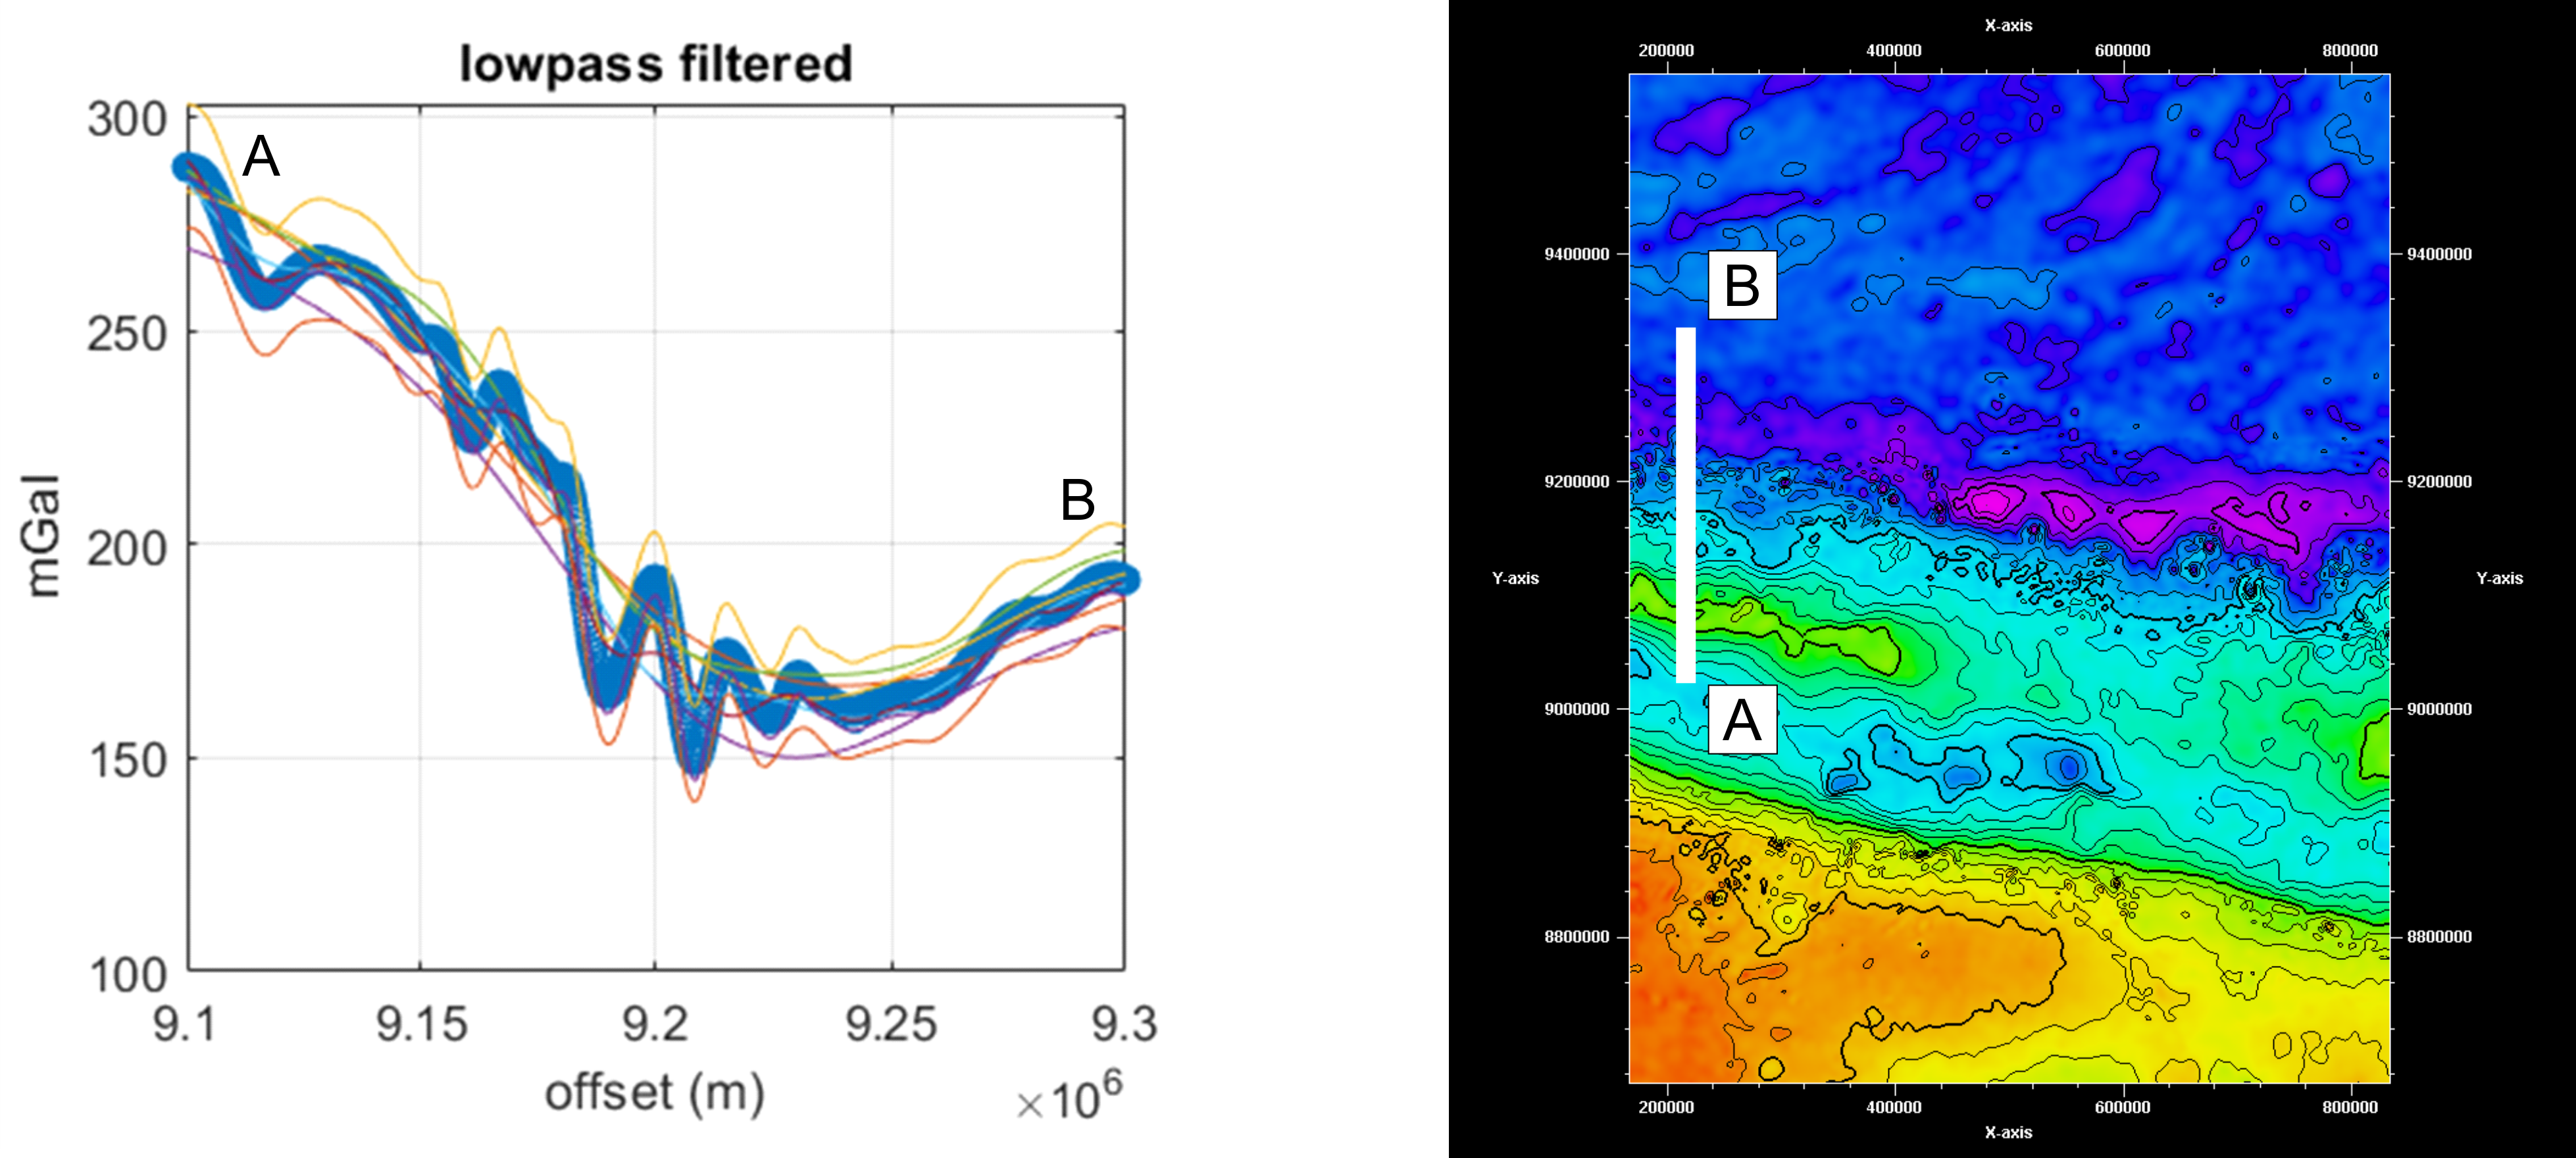 lowpass filtered
300
250
200
150
100
mGal
A
B
9.1 9.15 9.2 9.25 9.3
offset (m)
×10⁶
X-axis
200000 400000 600000 800000
9400000 9400000
B
9200000 9200000
Y-axis Y-axis
9000000 9000000
A
8800000 8800000
200000 400000 600000 800000
X-axis